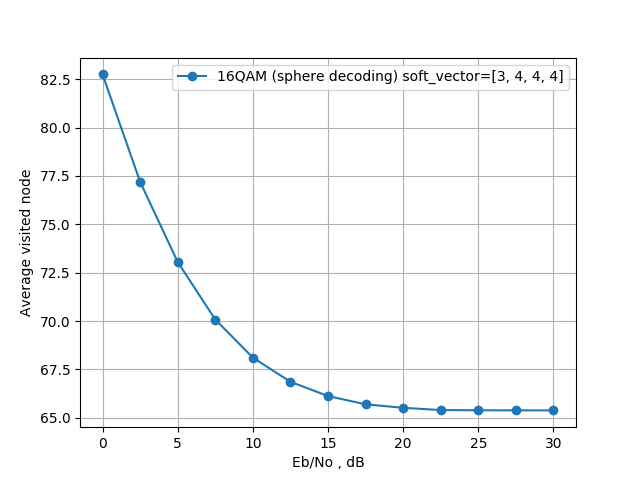 16QAM (sphere decoding) soft_vector=[3, 4, 4, 4]
82.5
80.0
77.5
75.0
72.5
70.0
67.5
65.0
Average visited node
0 5 10 15 20 25 30
Eb/No , dB